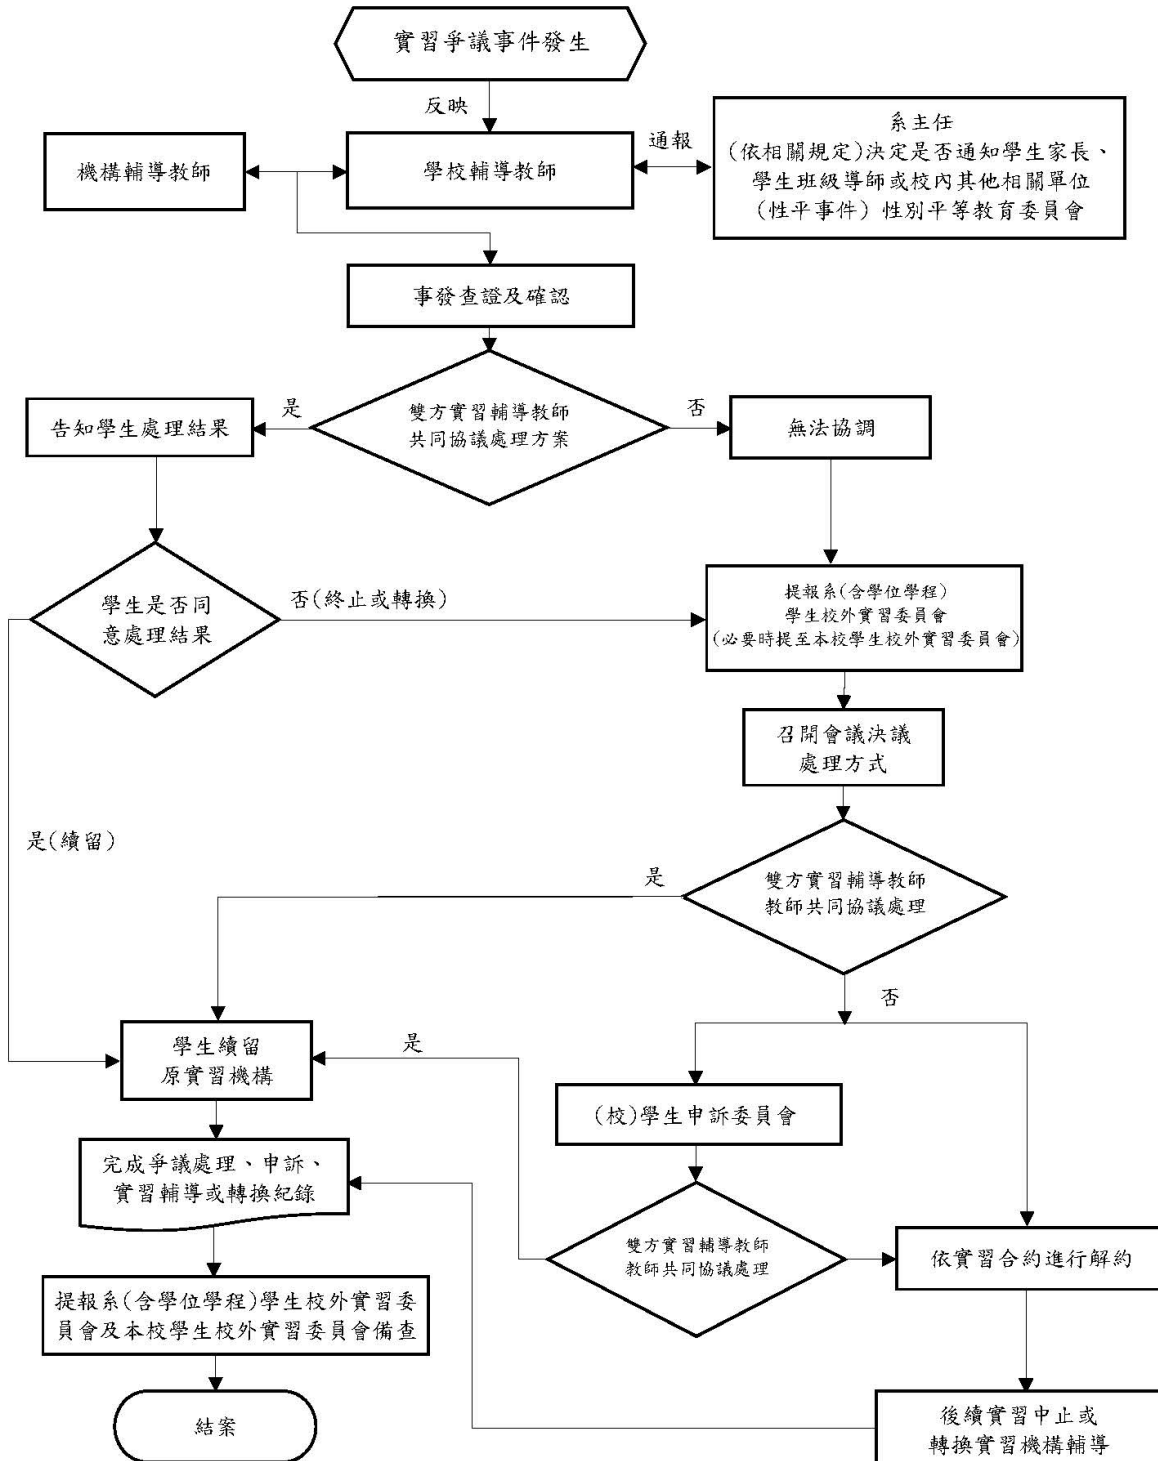 實習爭議事件發生
反映
機構輔導教師
學校輔導教師
通報
系主任
(依相關規定)決定是否通知學生家長、
學生班級導師或校內其他相關單位
(性平事件) 性別平等教育委員會
事發查證及確認
告知學生處理結果
是
雙方實習輔導教師
共同協議處理方案
否
無法協調
學生是否同
意處理結果
否(終止或轉換)
提報系(含學位學程)
學生校外實習委員會
(必要時提至本校學生校外實習委員會)
召開會議決議
處理方式
是(續留)
是
雙方實習輔導教師
教師共同協議處理
否
學生續留
原實習機構
是
(校)學生申訴委員會
完成爭議處理、申訴、
實習輔導或轉換紀錄
雙方實習輔導教師
教師共同協議處理
依實習合約進行解約
提報系(含學位學程)學生校外實習委
員會及本校學生校外實習委員會備查
結案
後續實習中止或
轉換實習機構輔導